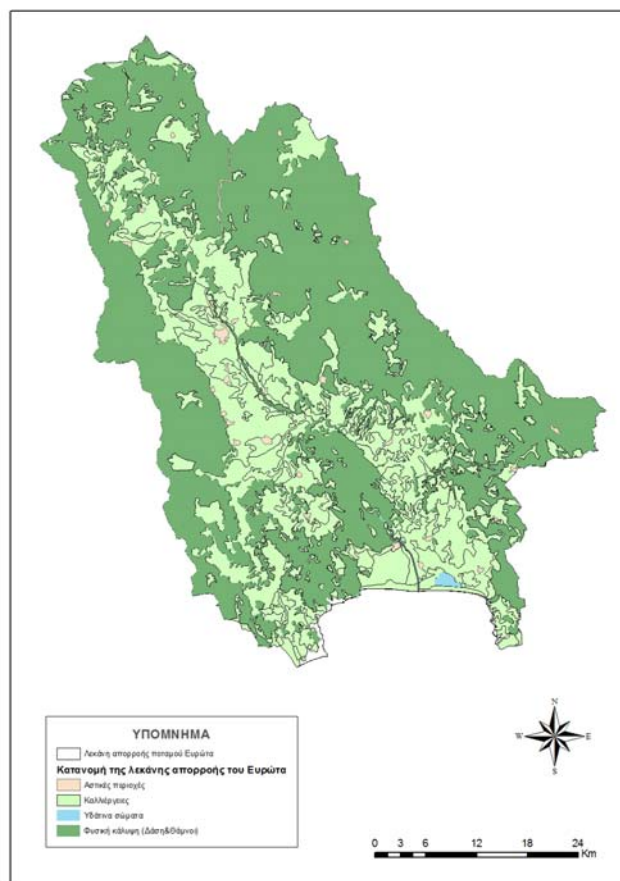 N
W E
S
ΥΠΟΜΝΗΜΑ
Λεκάνη απορροής ποταμού Ευρώτα
Κατανομή της λεκάνης απορροής του Ευρώτα
Αστικές περιοχές
Καλλιέργειες
Υδάτινα σώματα
Φυσική κάλυψη (Δάση&Θάμνοι)
0 3 6 12 18 24
Km